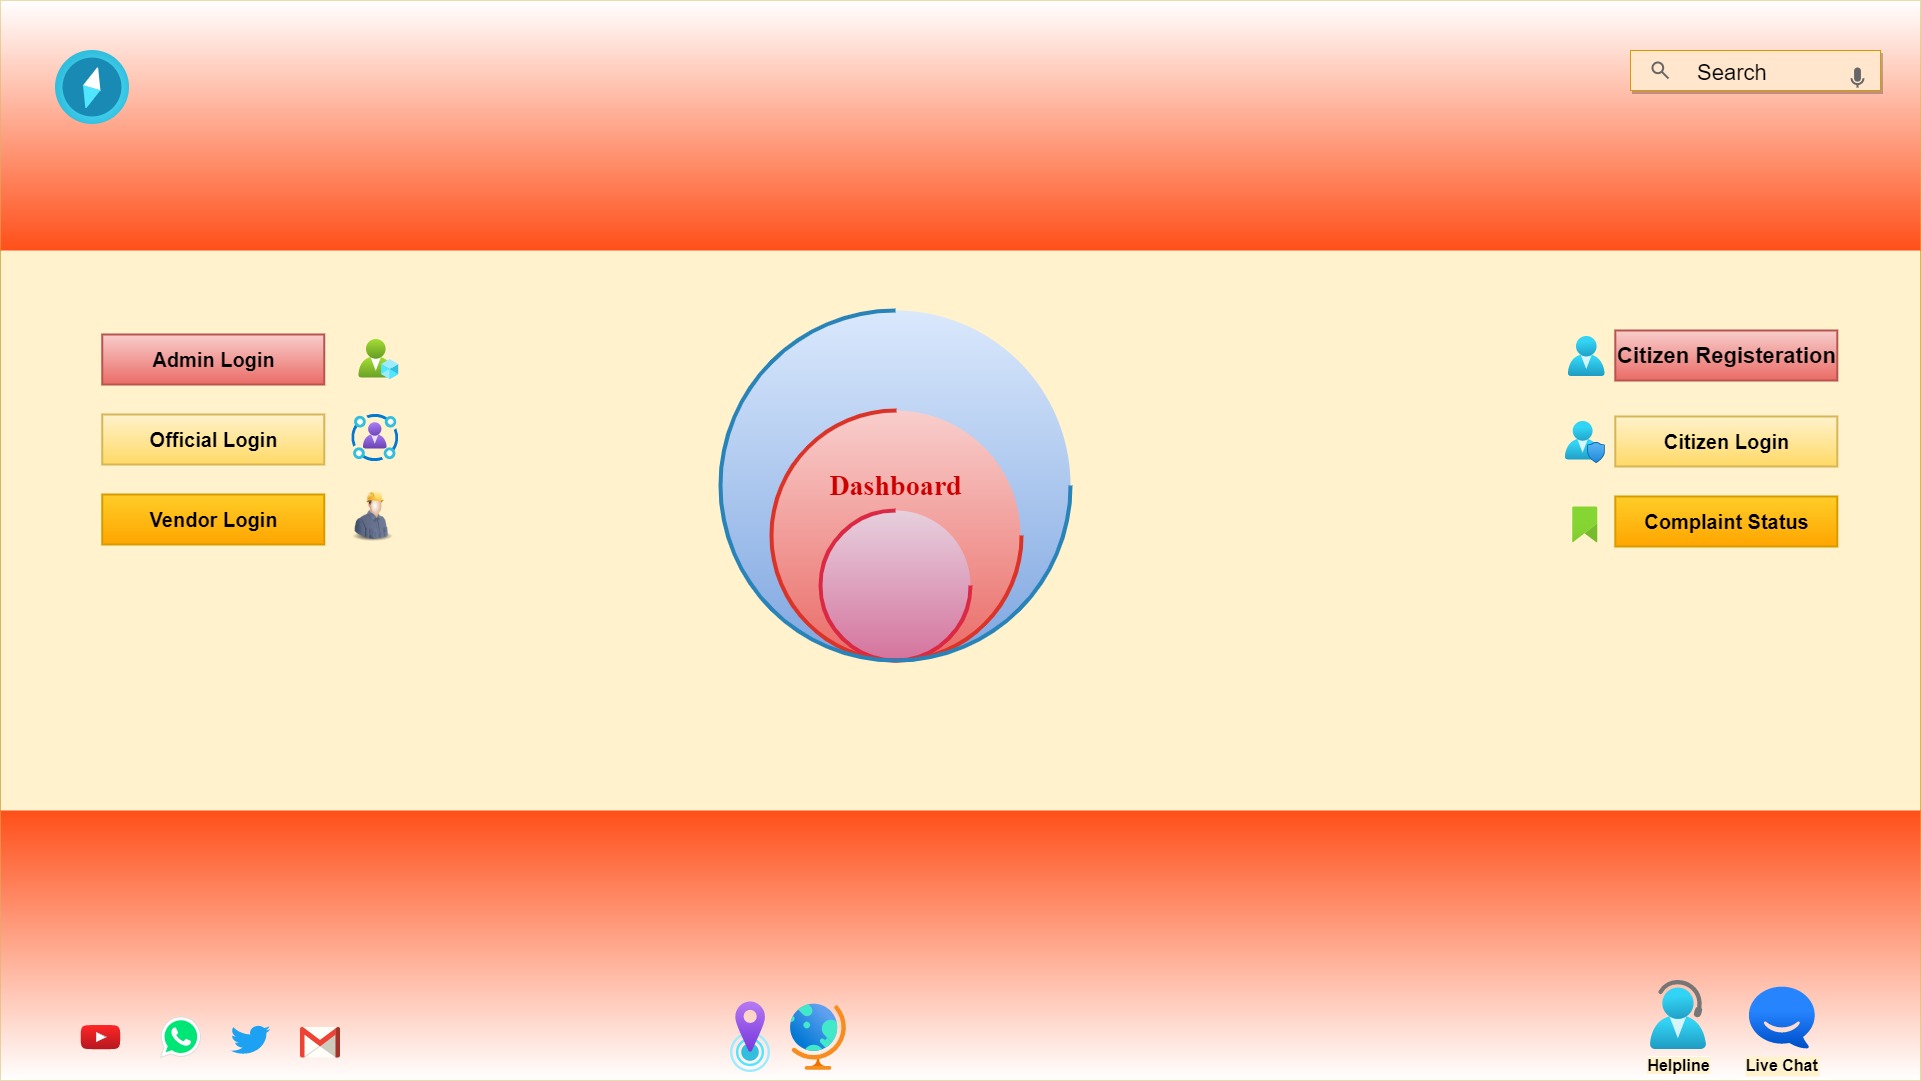 Search
Admin Login
Official Login
Vendor Login
Dashboard
Citizen Registeration
Citizen Login
Complaint Status
Helpline
Live Chat